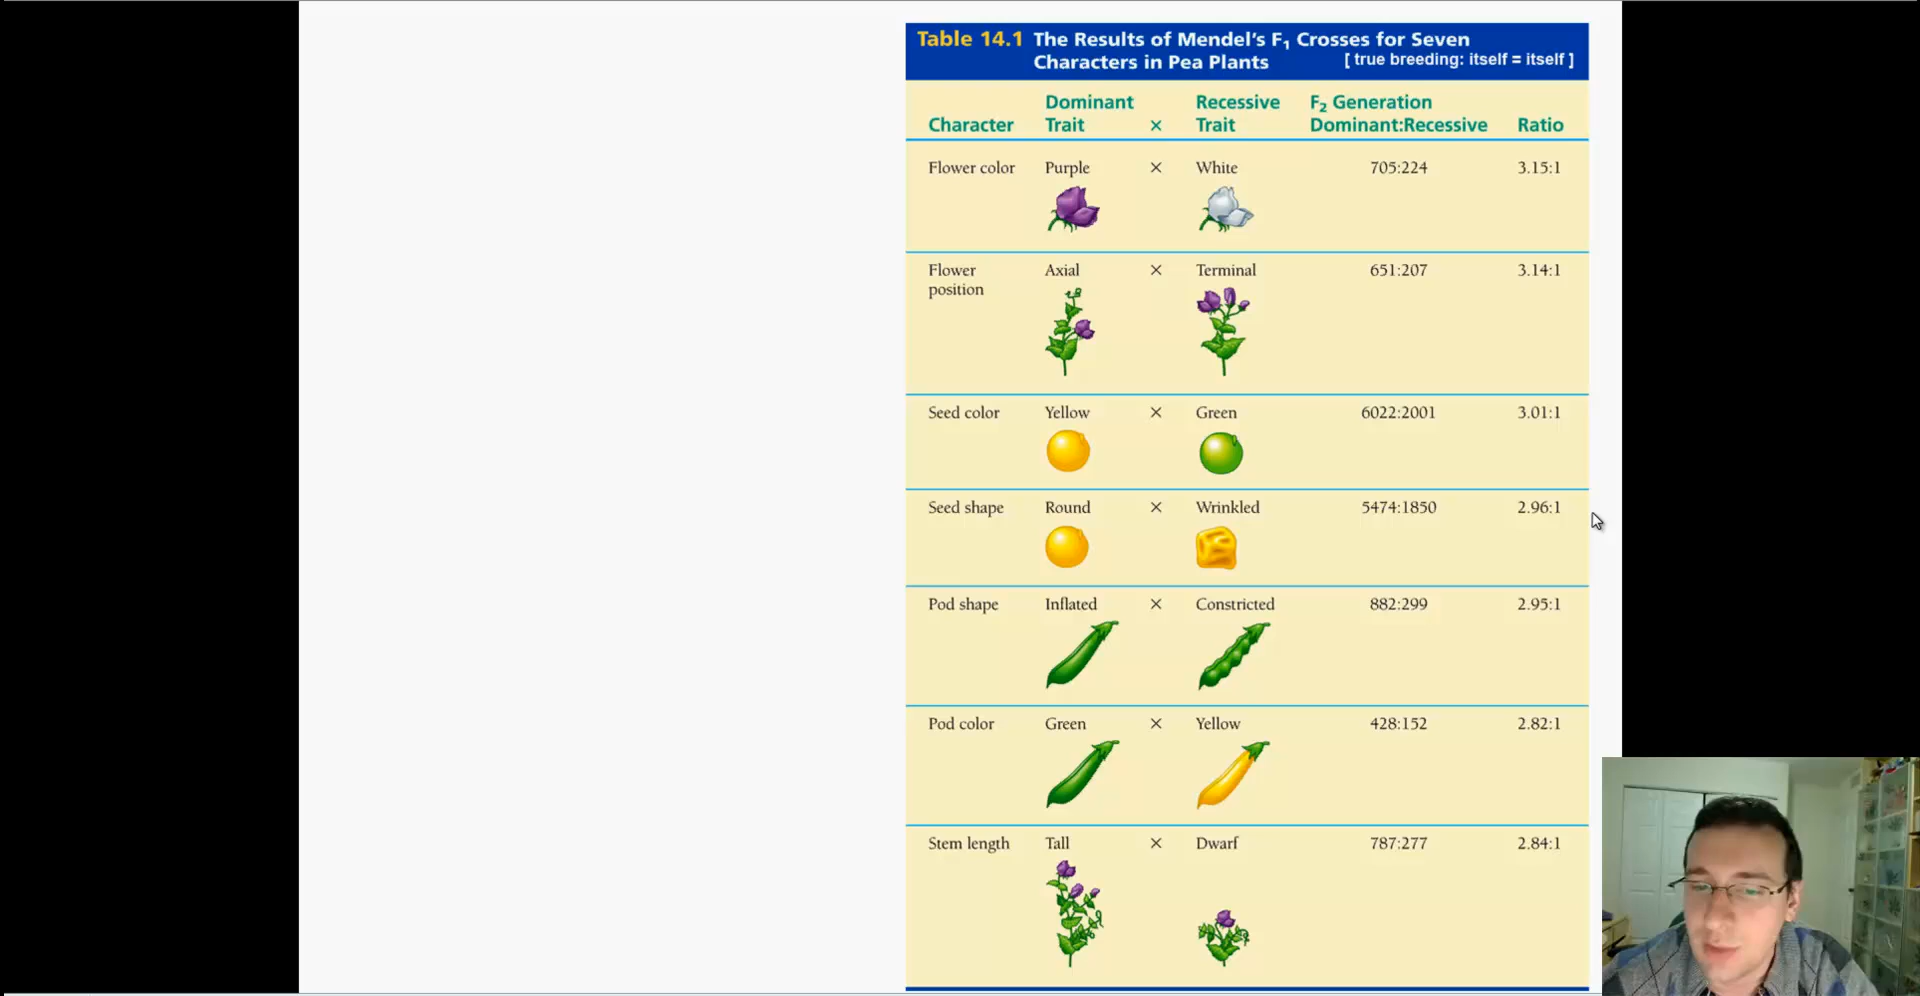 Table 14.1 The Results of Mendel's F₁ Crosses for Seven
Characters in Pea Plants [ true breeding: itself = itself ]
Dominant Recessive F₂ Generation
Character Trait × Trait Dominant:Recessive Ratio
Flower color Purple × White 705:224 3.15:1
Flower Axial × Terminal 651:207 3.14:1
position
Seed color Yellow × Green 6022:2001 3.01:1
Seed shape Round × Wrinkled 5474:1850 2.96:1
Pod shape Inflated × Constricted 882:299 2.95:1
Pod color Green × Yellow 428:152 2.82:1
Stem length Tall × Dwarf 787:277 2.84:1